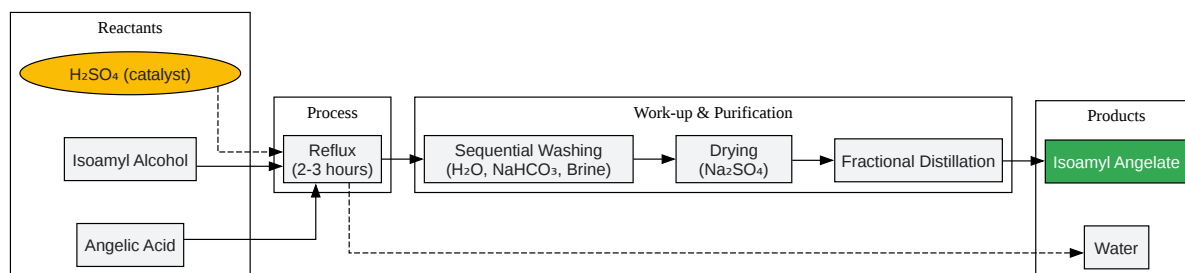 Reactants
H₂SO₄ (catalyst)
Isoamyl Alcohol
Angelic Acid
Process
Reflux
(2-3 hours)
Work-up & Purification
Sequential Washing
(H₂O, NaHCO₃, Brine)
Drying
(Na₂SO₄)
Fractional Distillation
Products
Isoamyl Angelate
Water